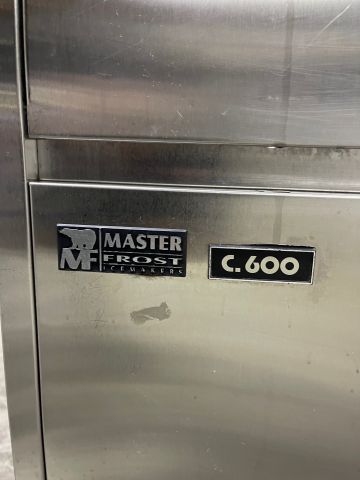 MF MASTER
FROST
ICEMAKERS
C.600